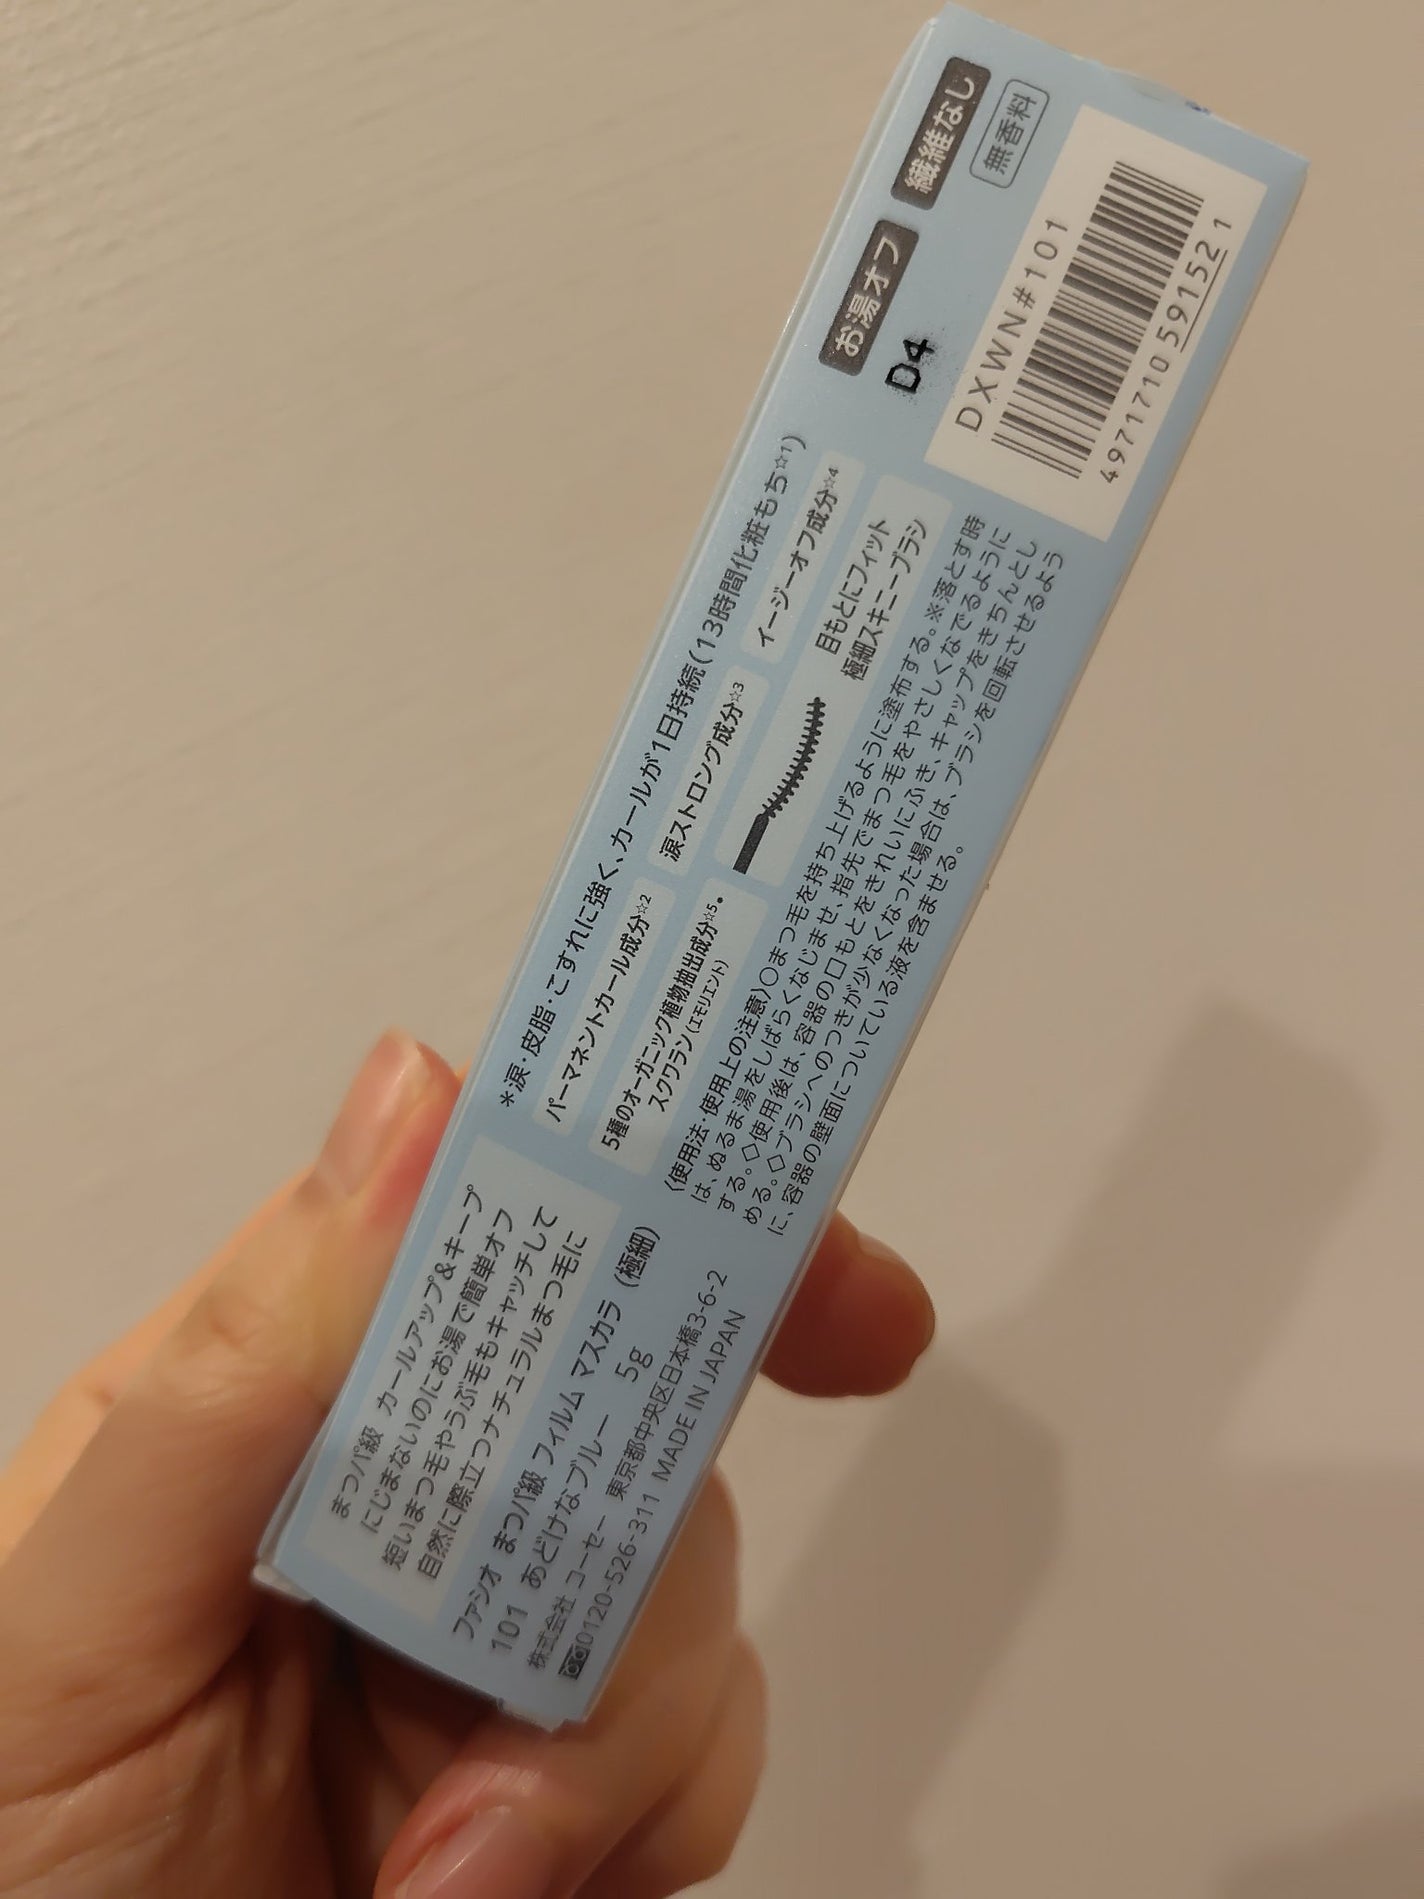 まつパ級 カールアップ&キープ
にじまないのにお湯で簡単オフ
短いまつ毛やうぶ毛もキャッチして
自然に際立つナチュラルまつ毛に
ファシオ まつパ級 フィルム マスカラ (極細)
101 あどけなブルー 5g
株式会社 コーセー 東京都中央区日本橋3-6-2
0120-526-311 MADE IN JAPAN
*涙・皮脂・こすれに強く、カールが1日持続(13時間化粧もち☆1)
パーマネントカール成分☆2
涙ストロング成分☆3
イージーオフ成分☆4
5種のオーガニック植物抽出成分☆5・
スクワラン(エモリエント)
目もとにフィット
極細スキニーブラシ
〈使用法・使用上の注意〉○まつ毛を持ち上げるように塗布する。※落とす時
は、ぬるま湯をしばらくなじませ、指先でまつ毛をやさしくなでるように
する。◇使用後は、容器の口もとをきれいにふき、キャップをきちんとし
める。◇ブラシへのつきが少なくなった場合は、ブラシを回転させるよう
に、容器の壁面についている液を含ませる。
お湯オフ
繊維なし
無香料
D4
DXWN#101
4971710591521